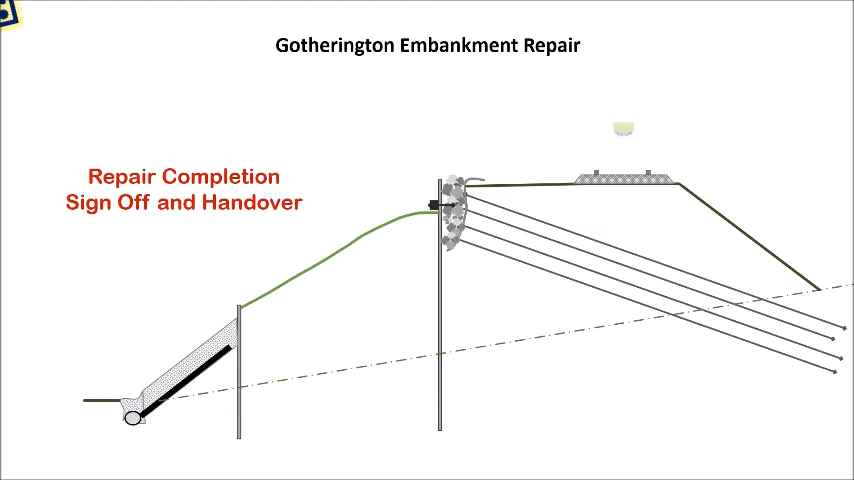 Gotherington Embankment Repair
Repair Completion
Sign Off and Handover